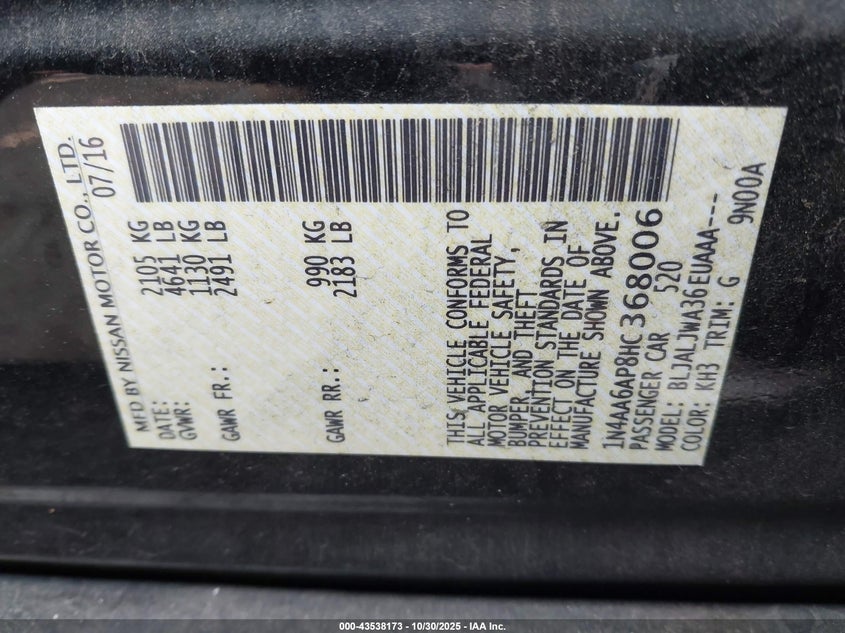 MFD BY NISSAN MOTOR CO., LTD.
DATE: 07/16
GVWR: 2105 KG
4641 LB
GAWR FR.: 1130 KG
2491 LB
GAWR RR.: 990 KG
2183 LB
THIS VEHICLE CONFORMS TO
ALL APPLICABLE FEDERAL
MOTOR VEHICLE SAFETY,
BUMPER, AND THEFT
PREVENTION STANDARDS IN
EFFECT ON THE DATE OF
MANUFACTURE SHOWN ABOVE.
1N4AA6AP8HC368006
PASSENGER CAR 520
MODEL: BLJALJWA36EUAAA---
COLOR: KH3 TRIM: G 9N00A
000-43538173 - 10/30/2025 - IAA Inc.